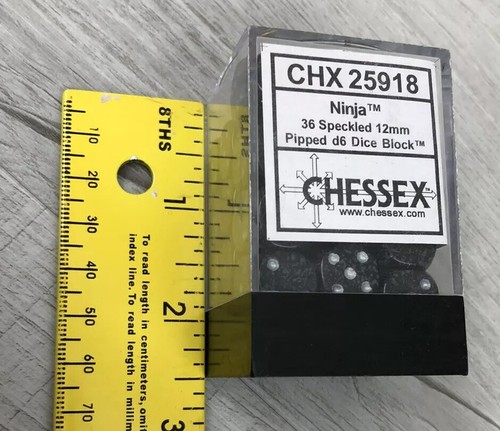 CHX 25918
Ninja™
36 Speckled 12mm
Pipped d6 Dice Block™
CHESSEX™
www.chessex.com
8THS
1
2
3
10
20
30
40
50
60
70
To read length in
centimeters, omit
index line. To read
length in millim